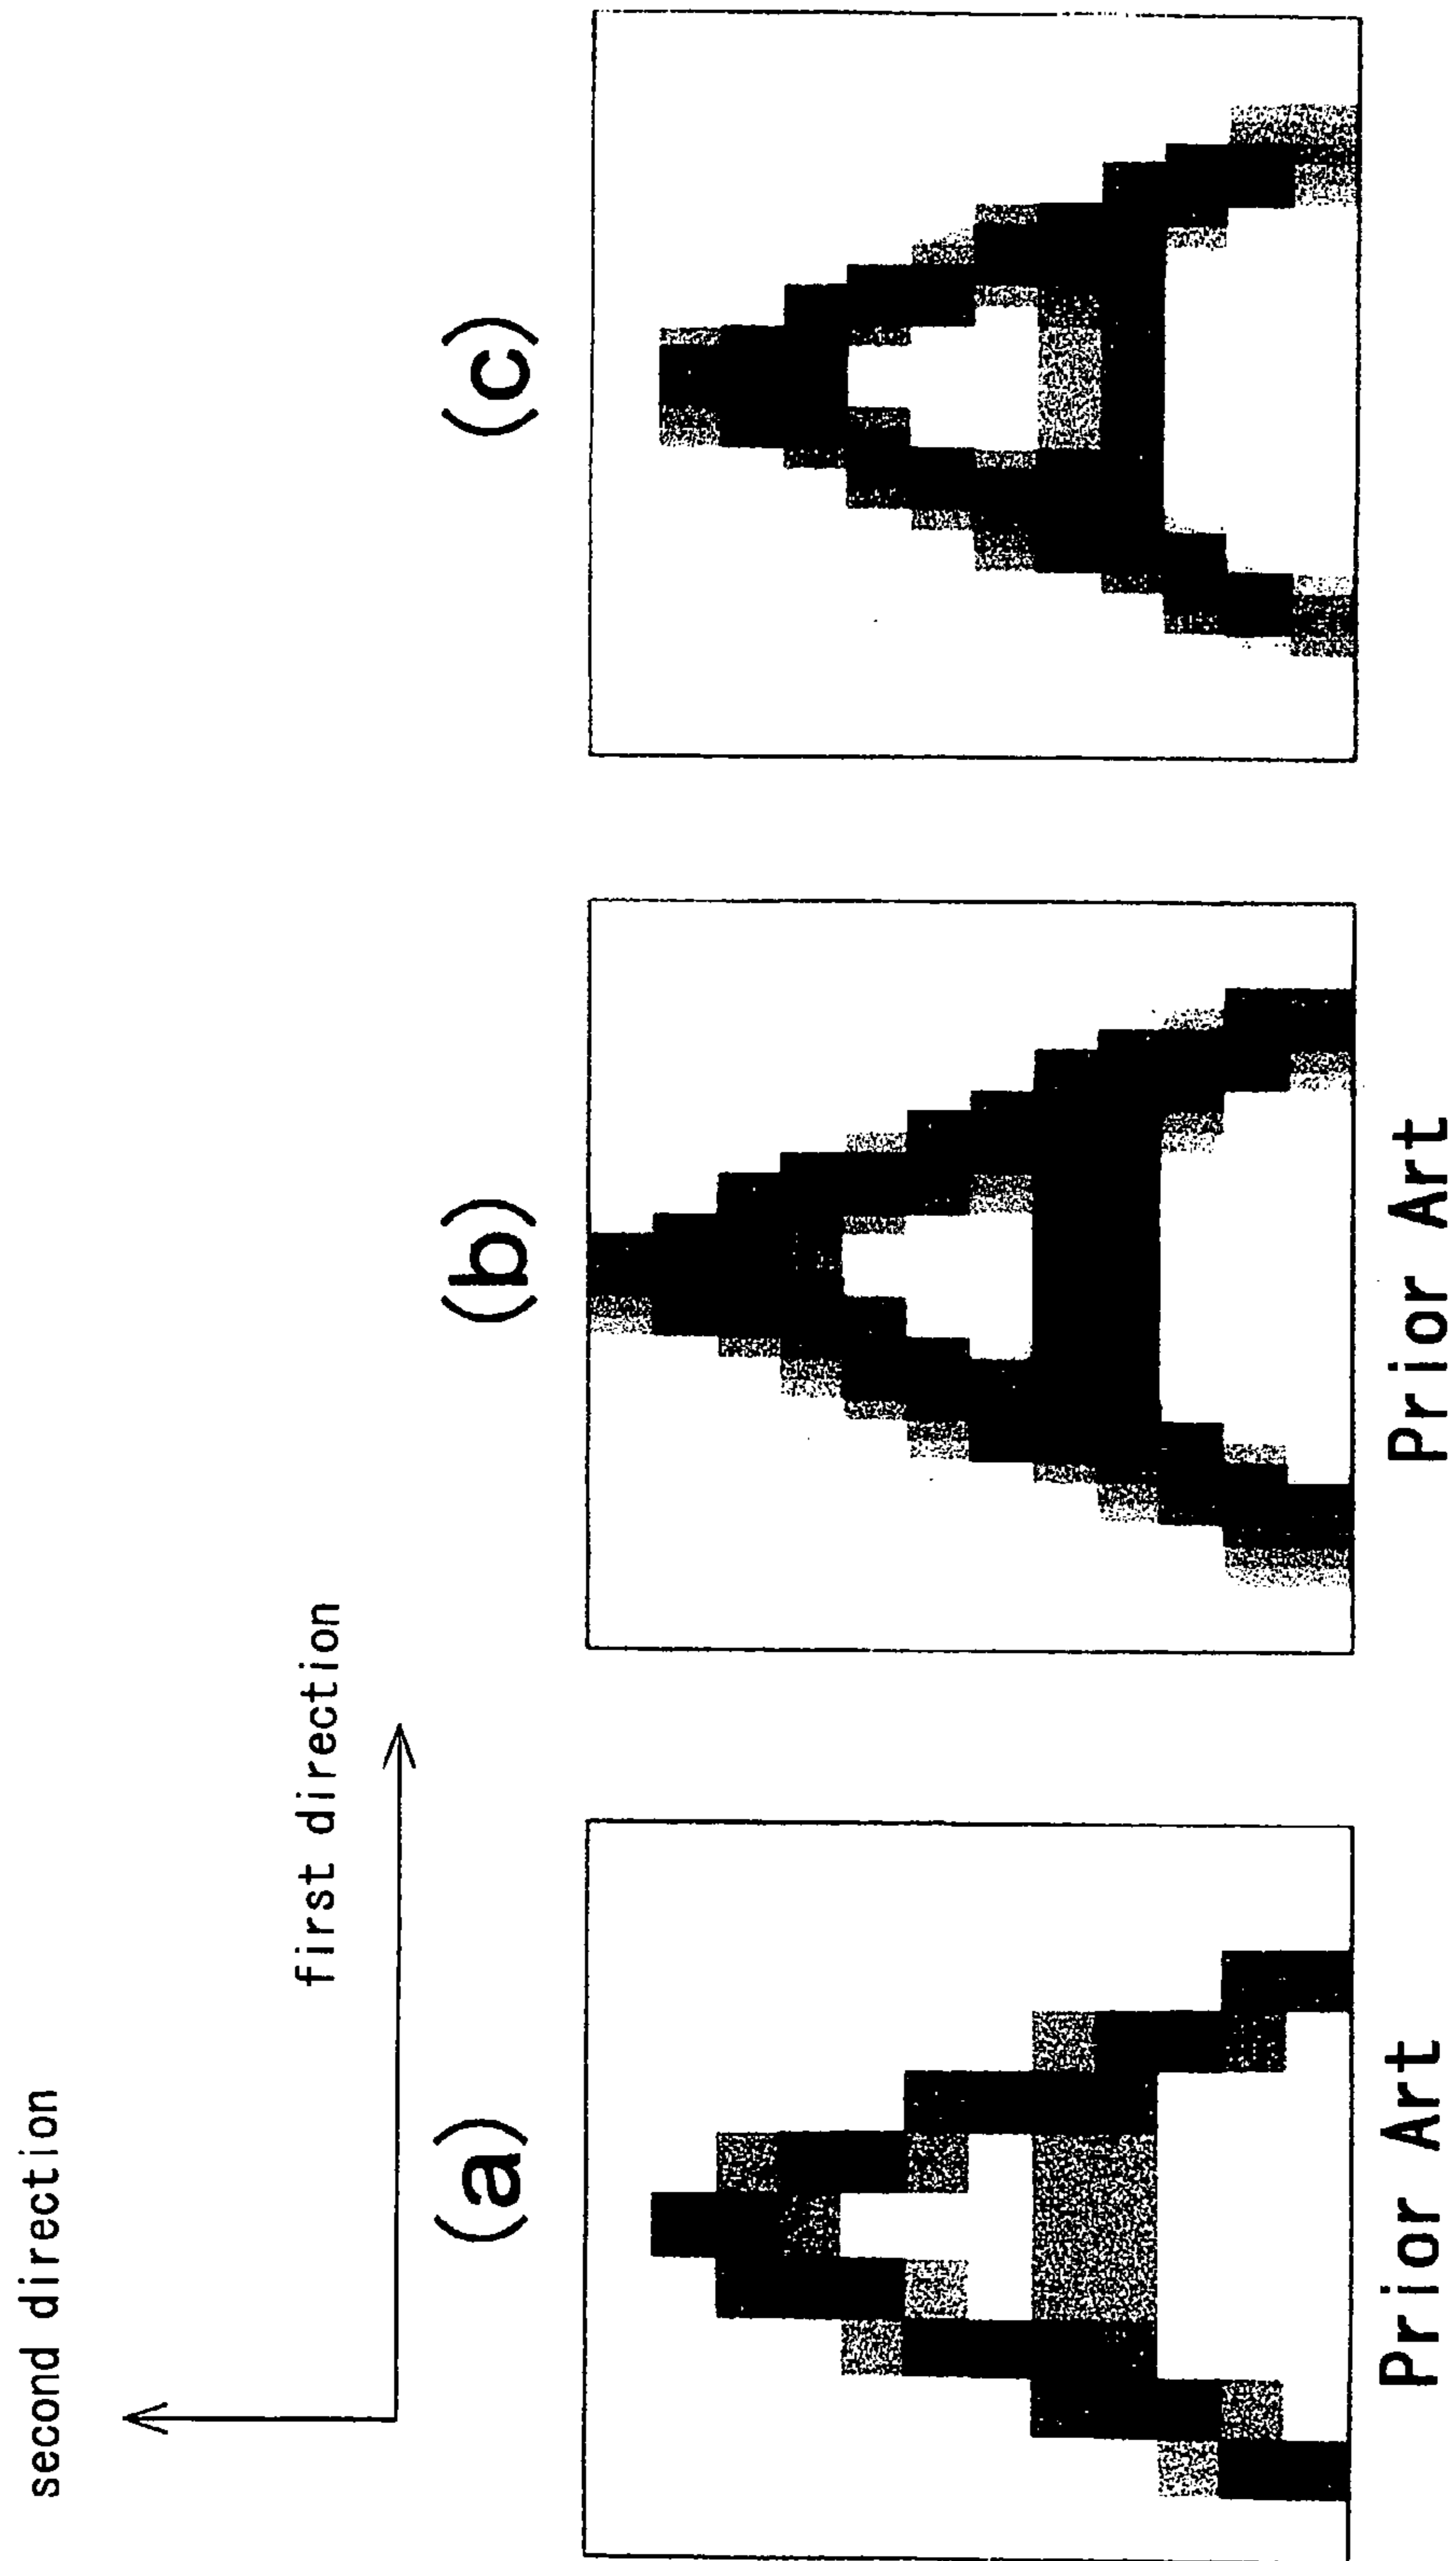 second direction
first direction
(a)
(b)
(c)
Prior Art
Prior Art